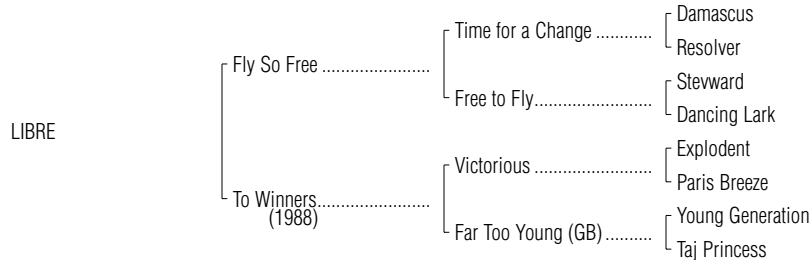 Damascus
Time for a Change ............
Resolver
Fly So Free .......................
Stevward
Free to Fly.........................
Dancing Lark
LIBRE
Explodent
Victorious .........................
Paris Breeze
To Winners........................
(1988)
Young Generation
Far Too Young (GB) ..........
Taj Princess